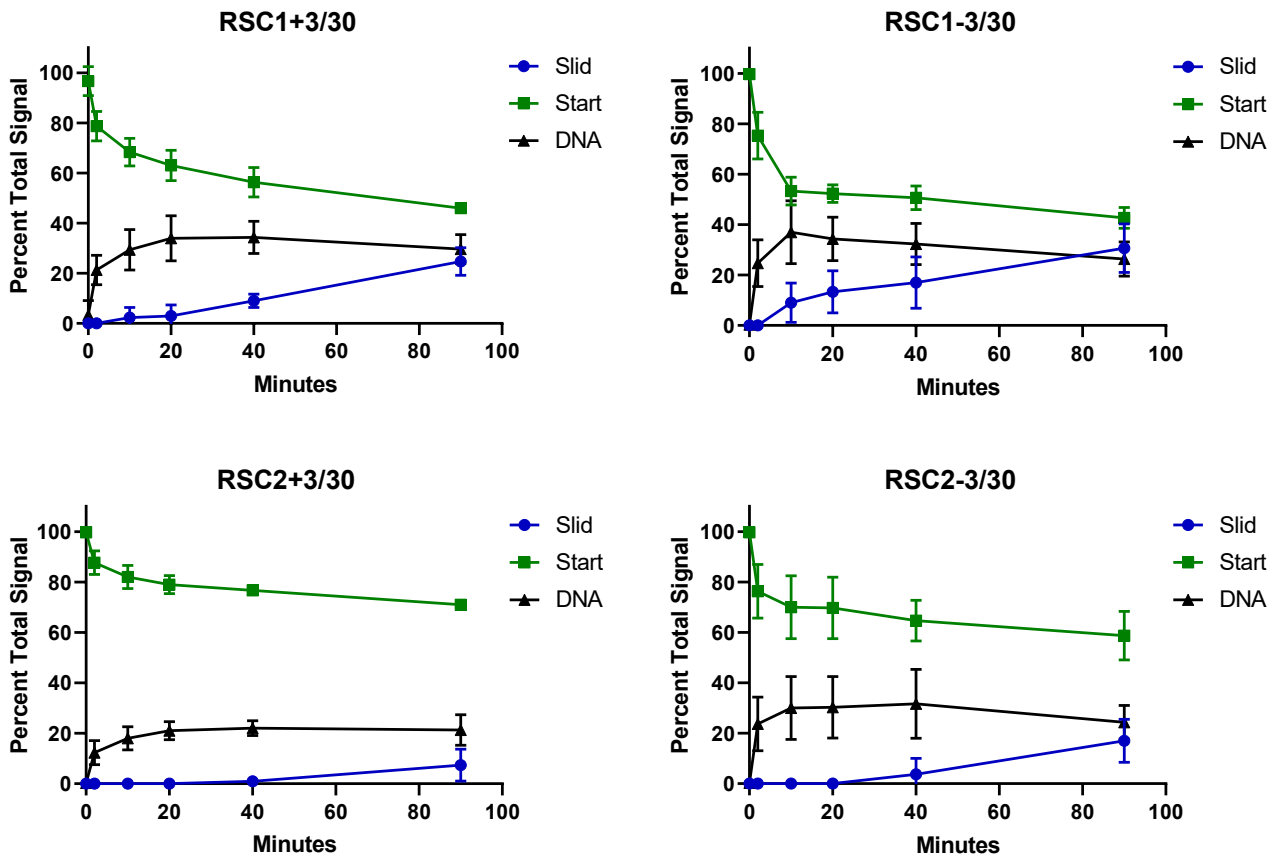 RSC1+3/30
Percent Total Signal
100
80
60
40
20
0
0 20 40 60 80 100
Minutes
Slid
Start
DNA
RSC1-3/30
Percent Total Signal
100
80
60
40
20
0
0 20 40 60 80 100
Minutes
Slid
Start
DNA
RSC2+3/30
Percent Total Signal
100
80
60
40
20
0
0 20 40 60 80 100
Minutes
Slid
Start
DNA
RSC2-3/30
Percent Total Signal
100
80
60
40
20
0
0 20 40 60 80 100
Minutes
Slid
Start
DNA